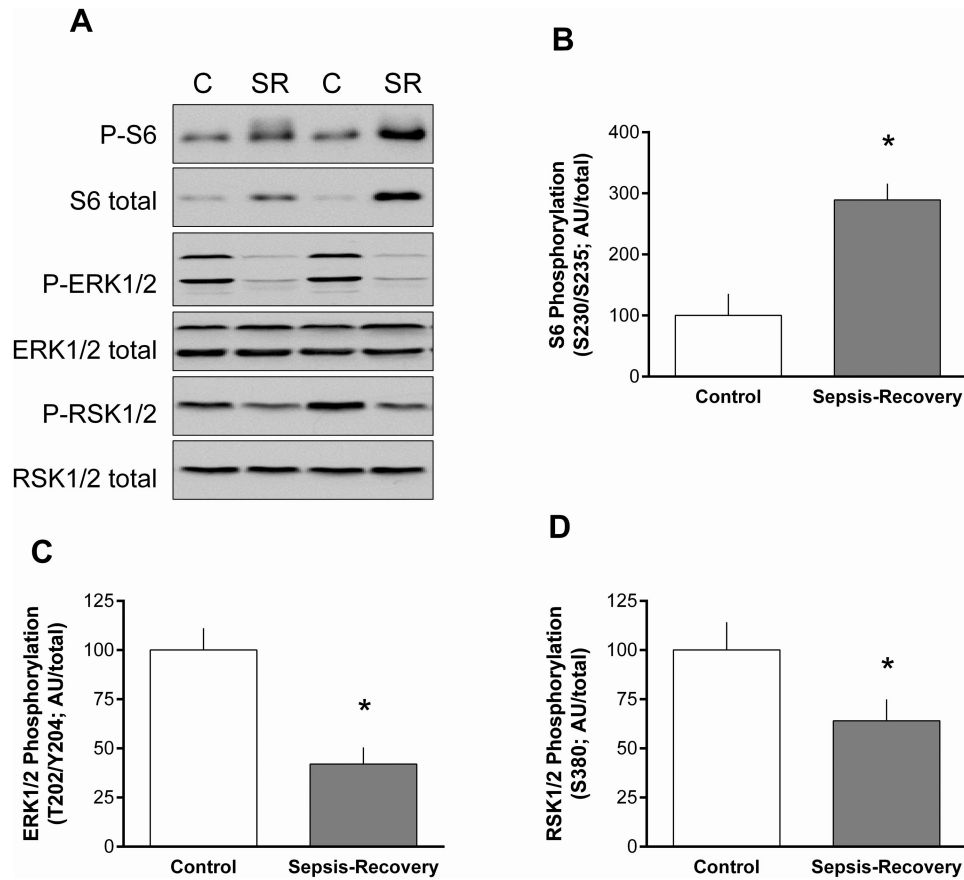 A
C SR C SR
P-S6
S6 total
P-ERK1/2
ERK1/2 total
P-RSK1/2
RSK1/2 total
B
S6 Phosphorylation
(S230/S235; AU/total)
400
300
200
100
0
*
Control Sepsis-Recovery
C
ERK1/2 Phosphorylation
(T202/Y204; AU/total)
125
100
75
50
25
0
*
Control Sepsis-Recovery
D
RSK1/2 Phosphorylation
(S380; AU/total)
125
100
75
50
25
0
*
Control Sepsis-Recovery